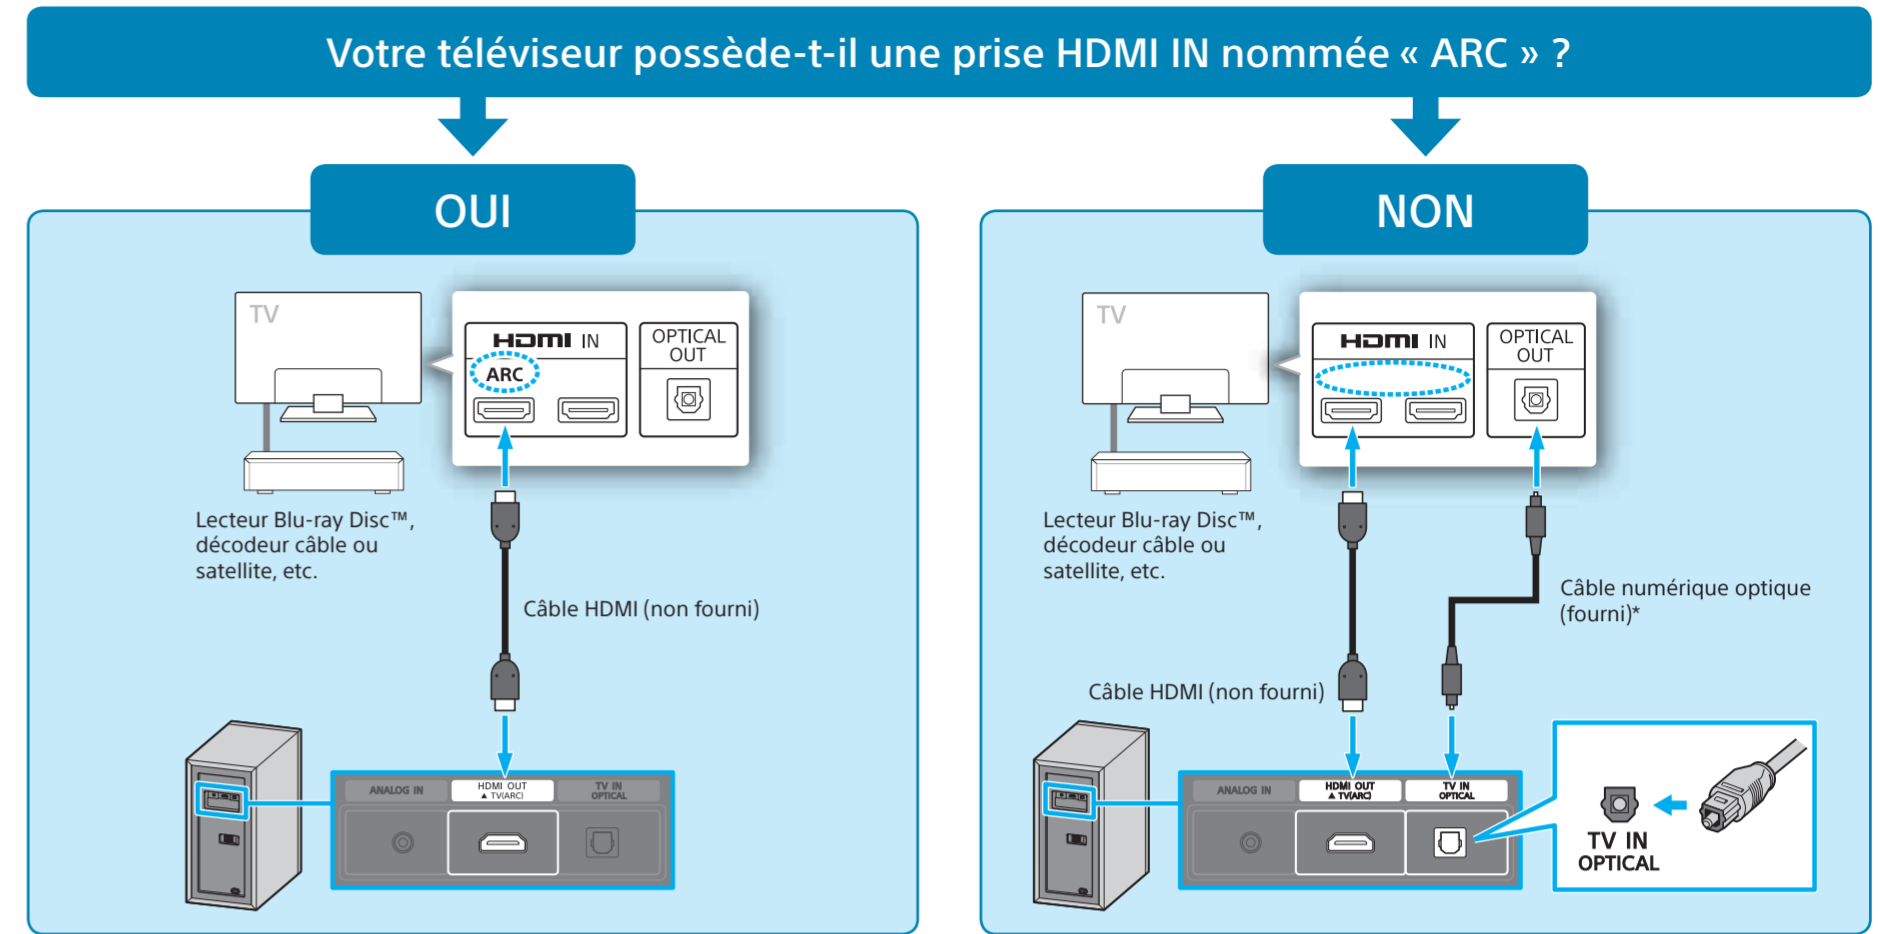 Votre téléviseur possède-t-il une prise HDMI IN nommée « ARC » ?
OUI
TV
HDMI IN
OPTICAL
OUT
ARC
Lecteur Blu-ray Disc™,
décodeur câble ou
satellite, etc.
Câble HDMI (non fourni)
ANALOG IN
HDMI OUT
▲ TV(ARC)
TV IN
OPTICAL
NON
TV
HDMI IN
OPTICAL
OUT
Lecteur Blu-ray Disc™,
décodeur câble ou
satellite, etc.
Câble numérique optique
(fourni)*
Câble HDMI (non fourni)
ANALOG IN
HDMI OUT
▲ TV(ARC)
TV IN
OPTICAL
TV IN
OPTICAL